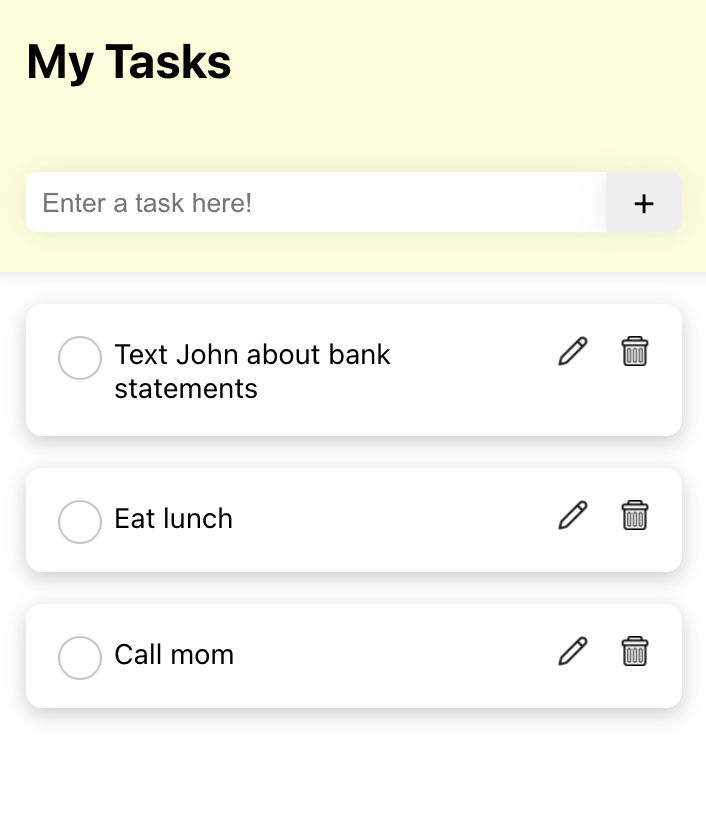 My Tasks
Enter a task here!
+
Text John about bank
statements
Eat lunch
Call mom